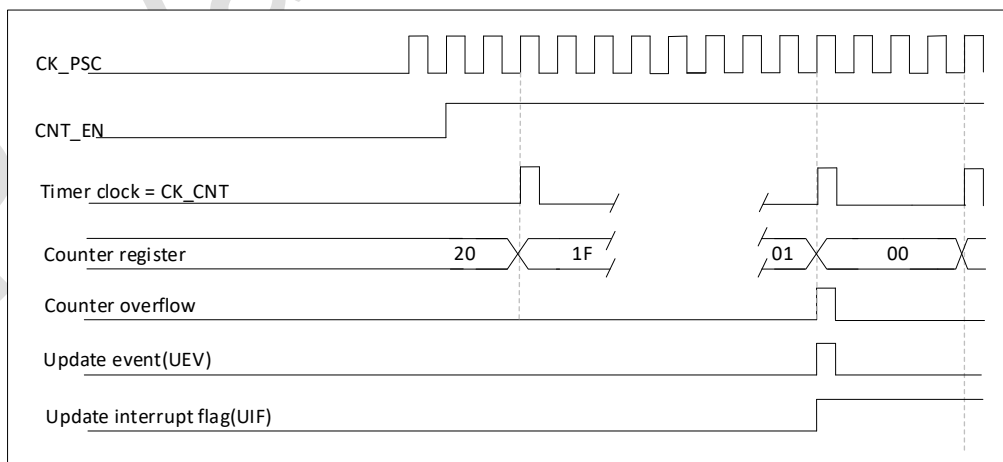 CK_PSC
CNT_EN
Timer clock = CK_CNT
Counter register 20 1F 01 00
Counter overflow
Update event(UEV)
Update interrupt flag(UIF)